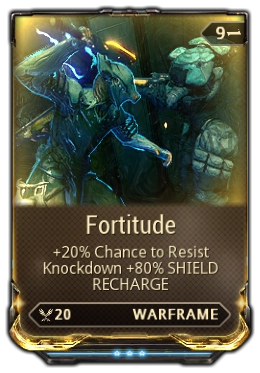 9
Fortitude
+20% Chance to Resist
Knockdown +80% SHIELD
RECHARGE
20 WARFRAME